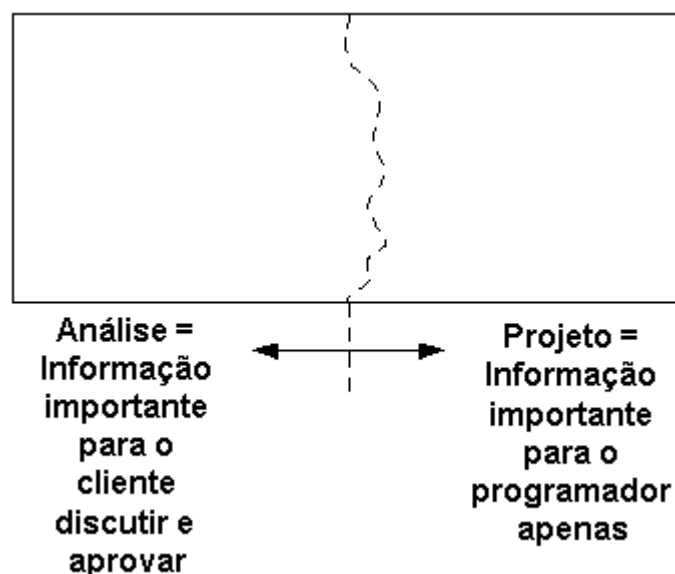 Análise =
Informação
importante
para o
cliente
discutir e
aprovar
Projeto =
Informação
importante
para o
programador
apenas